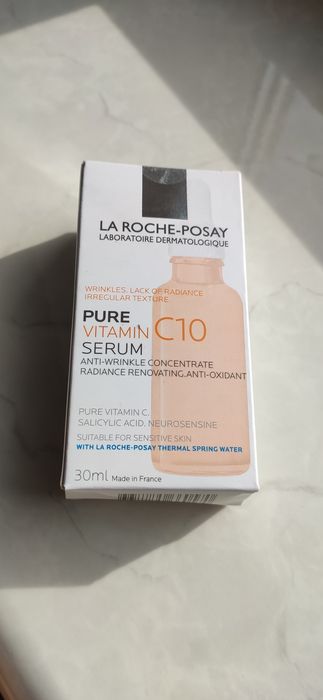 LA ROCHE-POSAY
LABORATOIRE DERMATOLOGIQUE
WRINKLES. LACK OF RADIANCE
IRREGULAR TEXTURE
PURE
VITAMIN C10
SERUM
ANTI-WRINKLE CONCENTRATE
RADIANCE RENOVATING.ANTI-OXIDANT
PURE VITAMIN C.
SALICYLIC ACID. NEUROSENSINE
SUITABLE FOR SENSITIVE SKIN
WITH LA ROCHE-POSAY THERMAL SPRING WATER
30ml Made in France